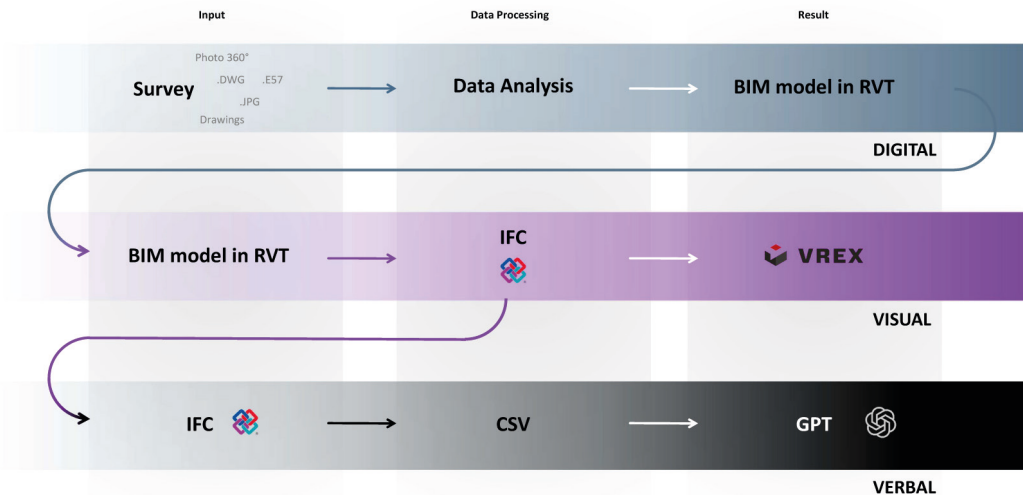 Input
Data Processing
Result
Photo 360°
.DWG .E57
.JPG
Drawings
Survey
Data Analysis
BIM model in RVT
DIGITAL
BIM model in RVT
IFC
VREX
VISUAL
IFC
CSV
GPT
VERBAL